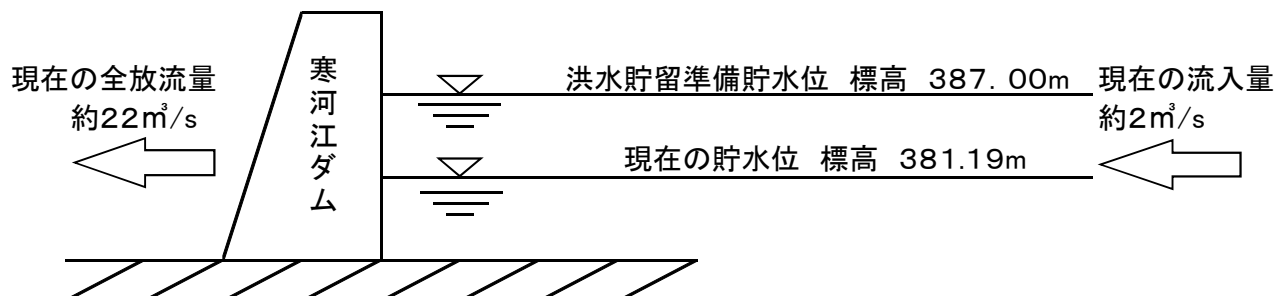 現在の全放流量
約22㎥/s
寒河江ダム
洪水貯留準備貯水位 標高 387.00m
現在の貯水位 標高 381.19m
現在の流入量
約2㎥/s